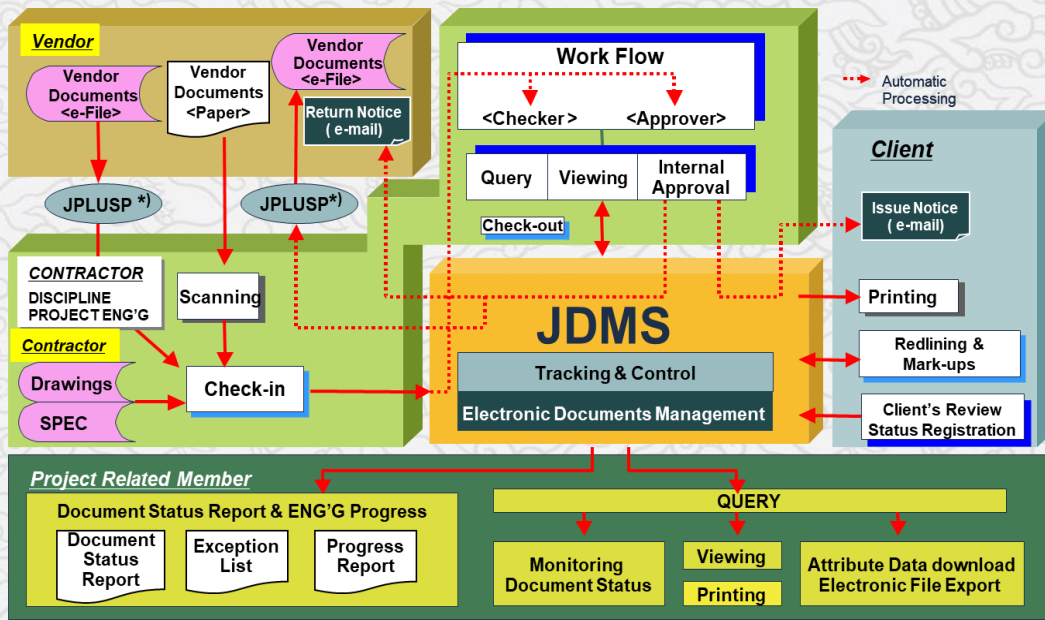 Vendor
Vendor
Documents
<e-File>
Vendor
Documents
<Paper>
Vendor
Documents
<e-File>
Return Notice
( e-mail)
JPLUSP *)
JPLUSP*)
CONTRACTOR
DISCIPLINE
PROJECT ENG'G
Scanning
Contractor
Drawings
SPEC
Check-in
Work Flow
<Checker >
<Approver>
Query
Viewing
Internal
Approval
Check-out
Automatic
Processing
Client
Issue Notice
( e-mail)
Printing
Redlining &
Mark-ups
Client's Review
Status Registration
JDMS
Tracking & Control
Electronic Documents Management
Project Related Member
Document Status Report & ENG'G Progress
Document
Status
Report
Exception
List
Progress
Report
QUERY
Monitoring
Document Status
Viewing
Printing
Attribute Data download
Electronic File Export